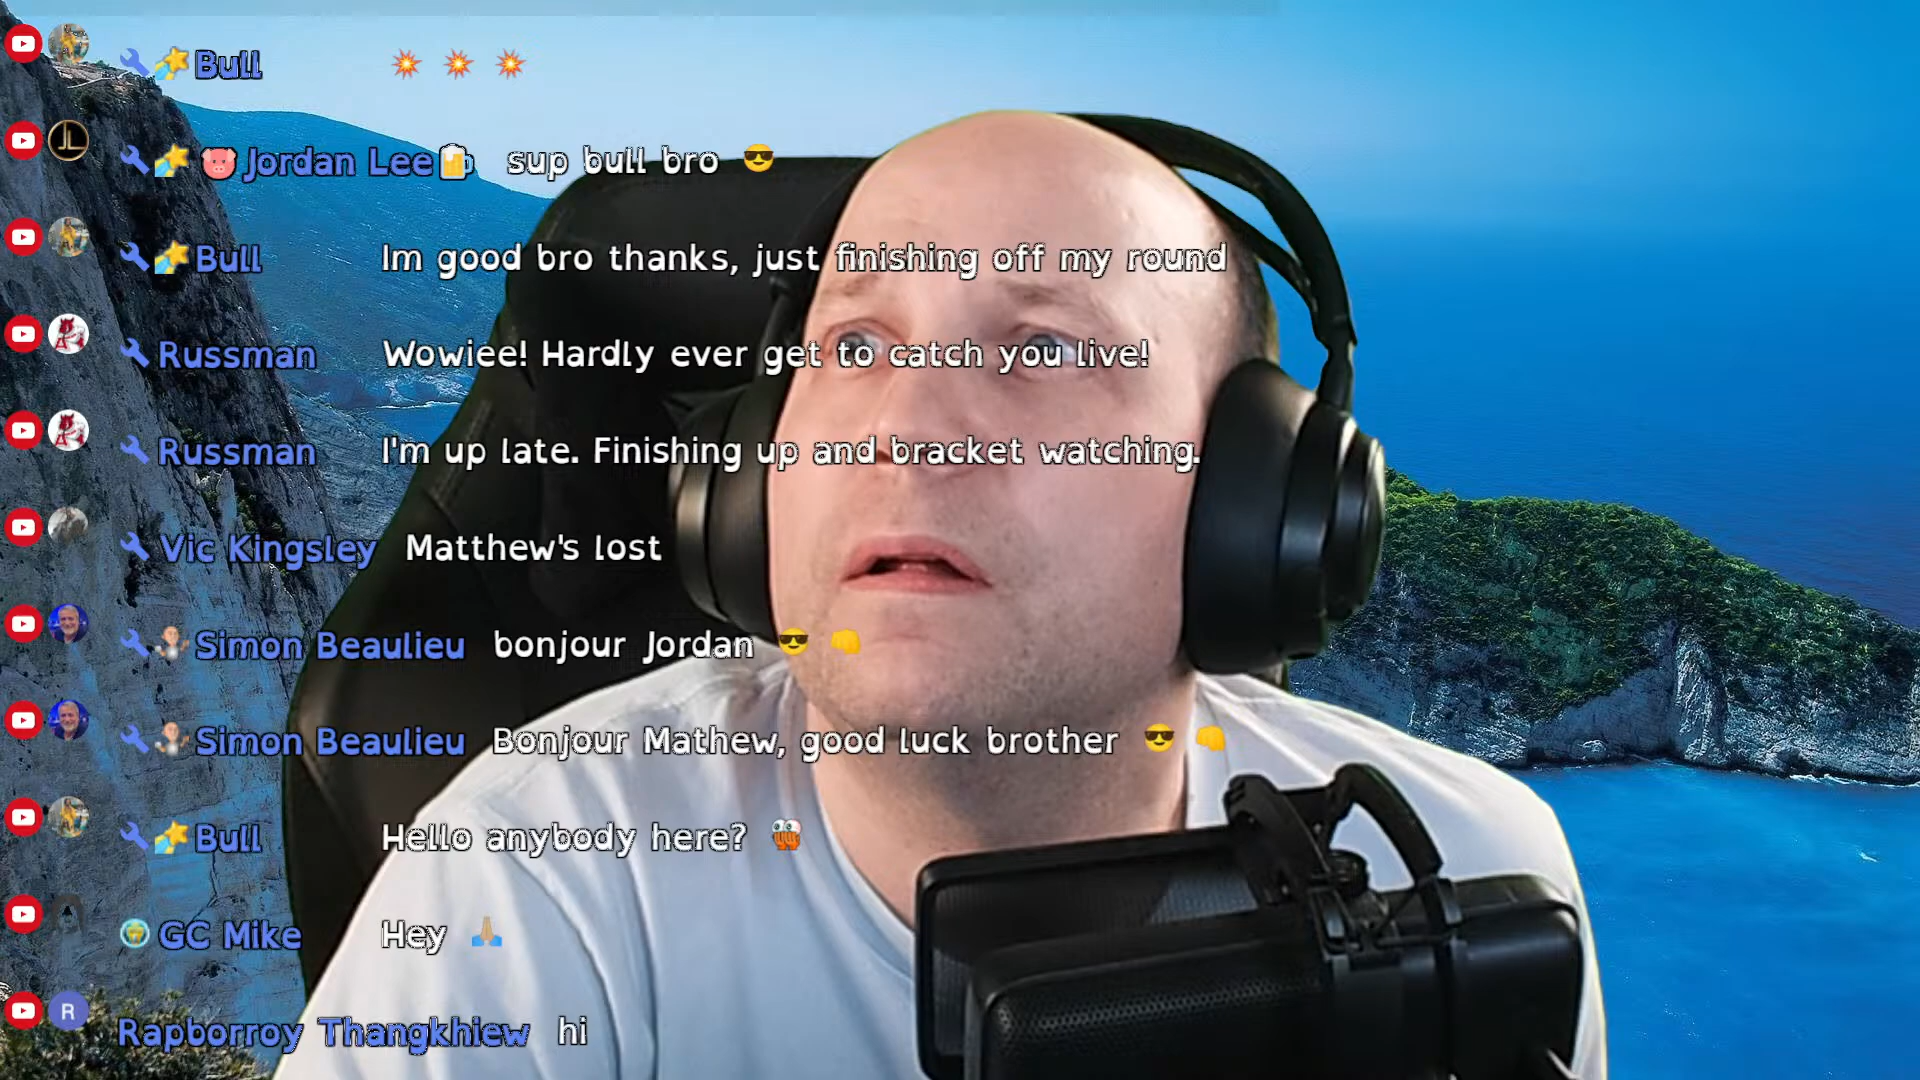 Bull 💥 💥 💥
Jordan Lee🍺 sup bull bro 😎
Bull Im good bro thanks, just finishing off my round
Russman Wowiee! Hardly ever get to catch you live!
Russman I'm up late. Finishing up and bracket watching.
Vic Kingsley Matthew's lost
Simon Beaulieu bonjour Jordan 😎 👊
Simon Beaulieu Bonjour Mathew, good luck brother 😎 👊
Bull Hello anybody here?
GC Mike Hey 🙏🏼
R Rapborroy Thangkhiew hi
JL